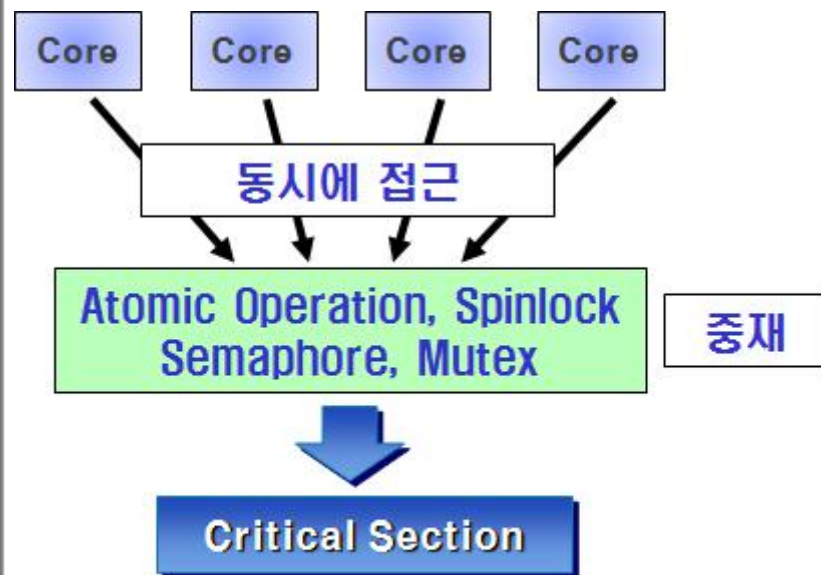 Core Core Core Core
동시에 접근
Atomic Operation, Spinlock
Semaphore, Mutex
중재
Critical Section